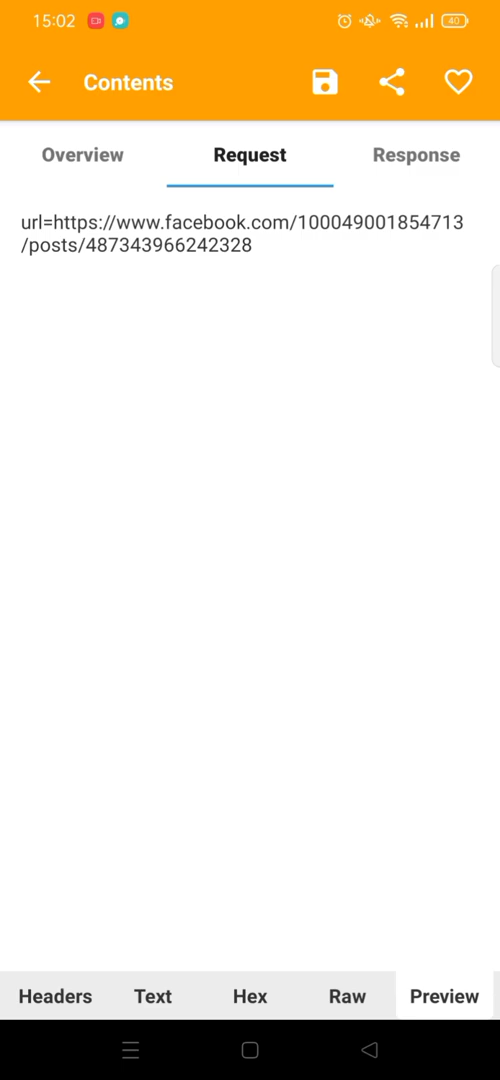 15:02
40
Contents
Overview Request Response
url=https://www.facebook.com/100049001854713
/posts/487343966242328
Headers Text Hex Raw Preview